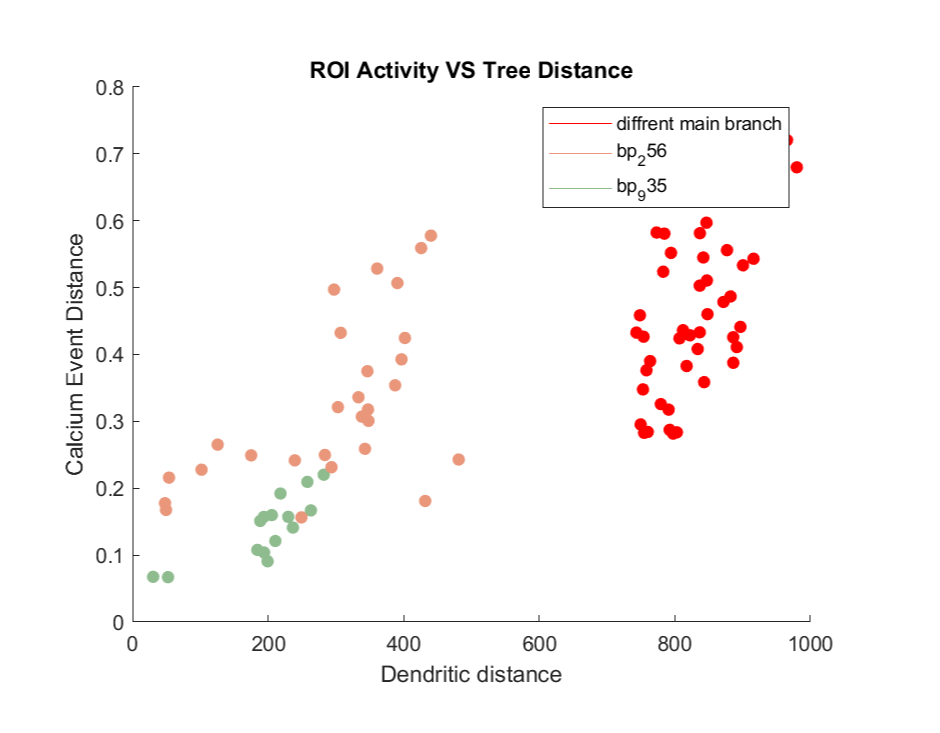 ROI Activity VS Tree Distance
diffrent main branch
bp₂56
bp₉35
Calcium Event Distance
0.8
0.7
0.6
0.5
0.4
0.3
0.2
0.1
0
0 200 400 600 800 1000
Dendritic distance